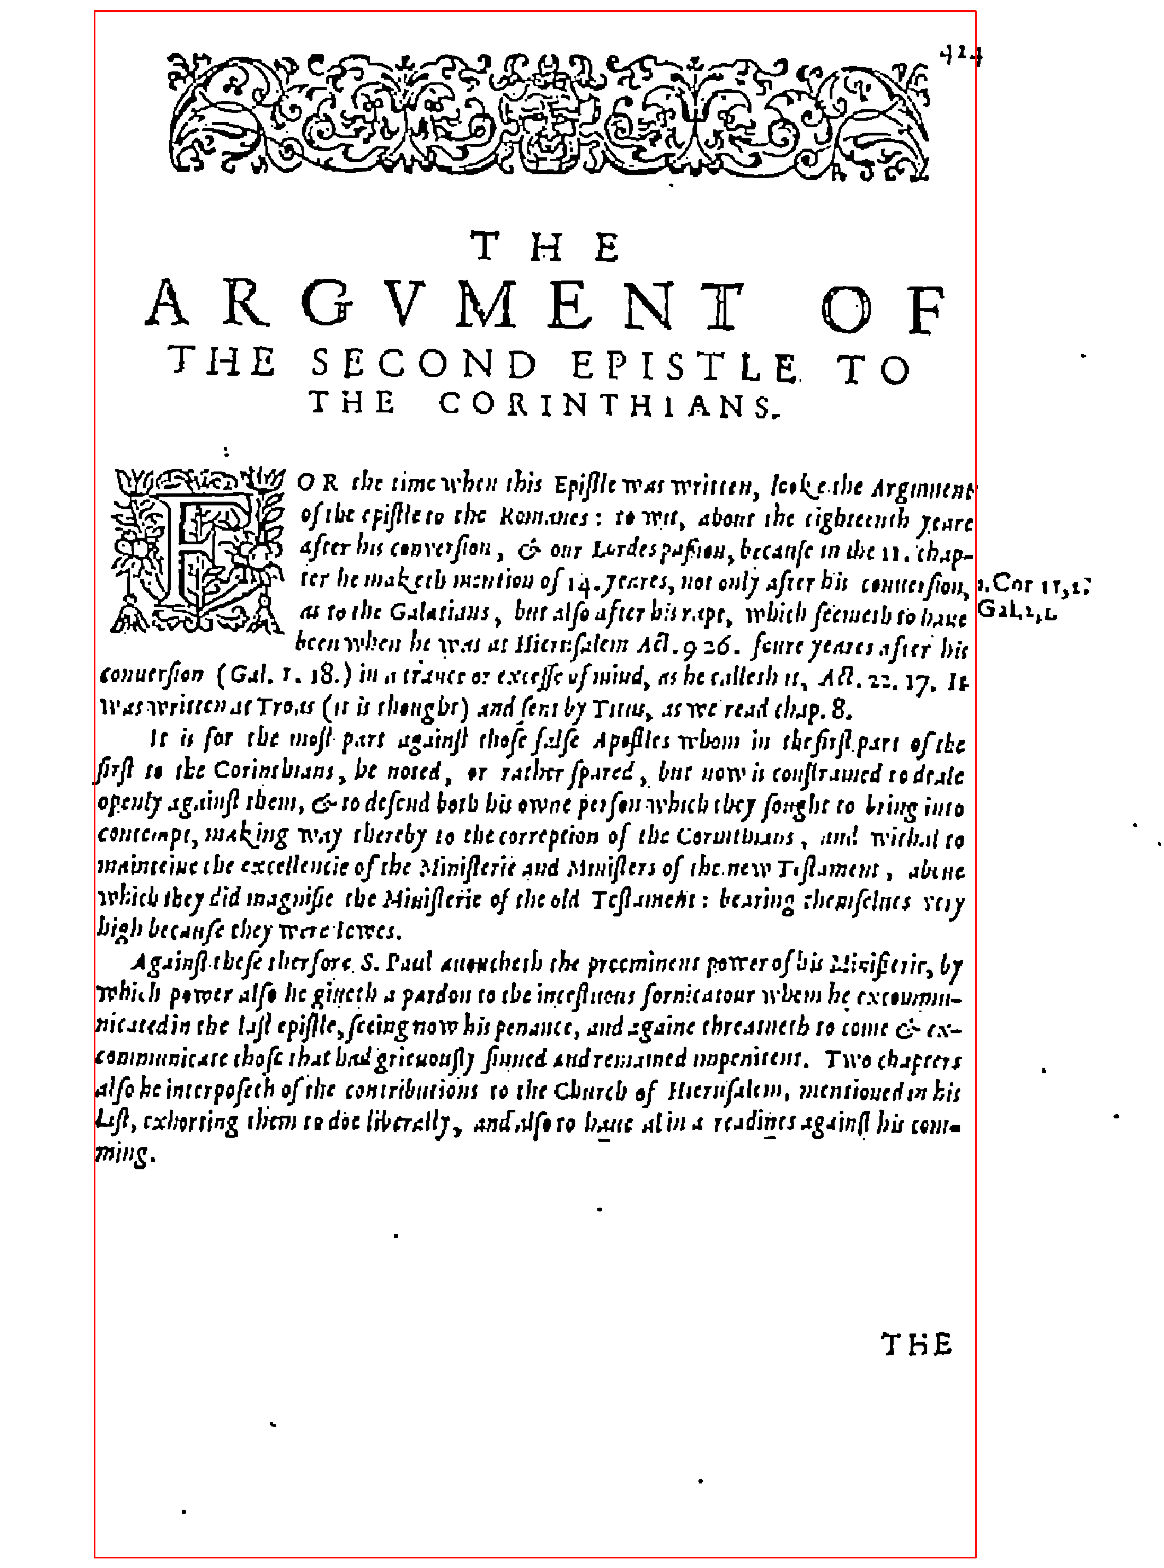 424
THE
ARGVMENT OF
THE SECOND EPISTLE TO
THE CORINTHIANS.
FOR the time when this Epiſtle was written, looke the Argument
of the epiſtle to the Romanes: to wit, about the eighteenth yeare
after his converſion, & our Lordes paſsion, becauſe in the 11. chap-
ter he maketh mention of 14. yeares, not only after his conuerſion,
as to the Galatians, but alſo after his rapt, which ſeemeth to haue
been when he was at Hieruſalem Act. 9 26. foure yeares after his
conuerſion (Gal. 1. 18.) in a traunce or exceſſe of mind, as he calleth it, Act. 22. 17. It
was written at Troas (it is thought) and ſent by Titus, as we read chap. 8.
It is for the moſt part againſt thoſe falſe Apoſtles whom in the firſt part of the
firſt to the Corinthians, he noted, or rather ſpared, but now is conſtrained to deale
openly againſt them, & to defend both his owne perſon which they ſought to bring into
contempt, making way thereby to the correption of the Corinthians, and withal to
mainteine the excellencie of the Miniſterie and Miniſters of the new Teſtament, aboue
which they did magnifie the Miniſterie of the old Teſtament: bearing themſelues very
high becauſe they were Iewes.
Againſt theſe therſore S. Paul auoucheth the preeminent power of his Miniſterie, by
which power alſo he giueth a pardon to the inceſtuous fornicatour whom he excommu-
nicated in the laſt epiſtle, ſeeing now his penance, and againe threatneth to come & ex-
communicate thoſe that had grieuouſly ſinned and remained impenitent. Two chapters
alſo he interpoſeth of the contributions to the Church of Hieruſalem, mentioned in his
Laſt, exhorting them to doe liberally, and alſo to haue al in a readines againſt his com-
ming.
Gal.
THE